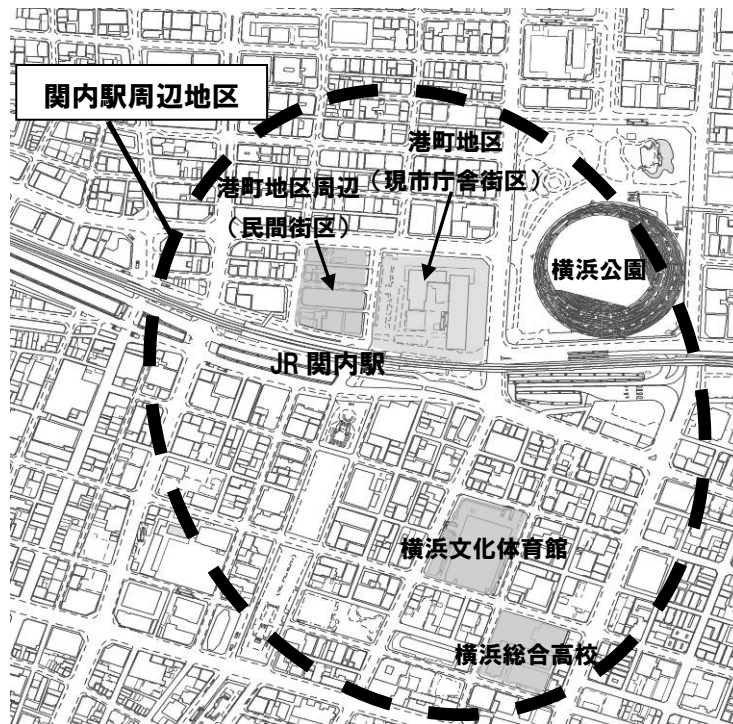 関内駅周辺地区
港町地区
(現市庁舎街区)
港町地区周辺
(民間街区)
横浜公園
JR 関内駅
横浜文化体育館
横浜総合高校